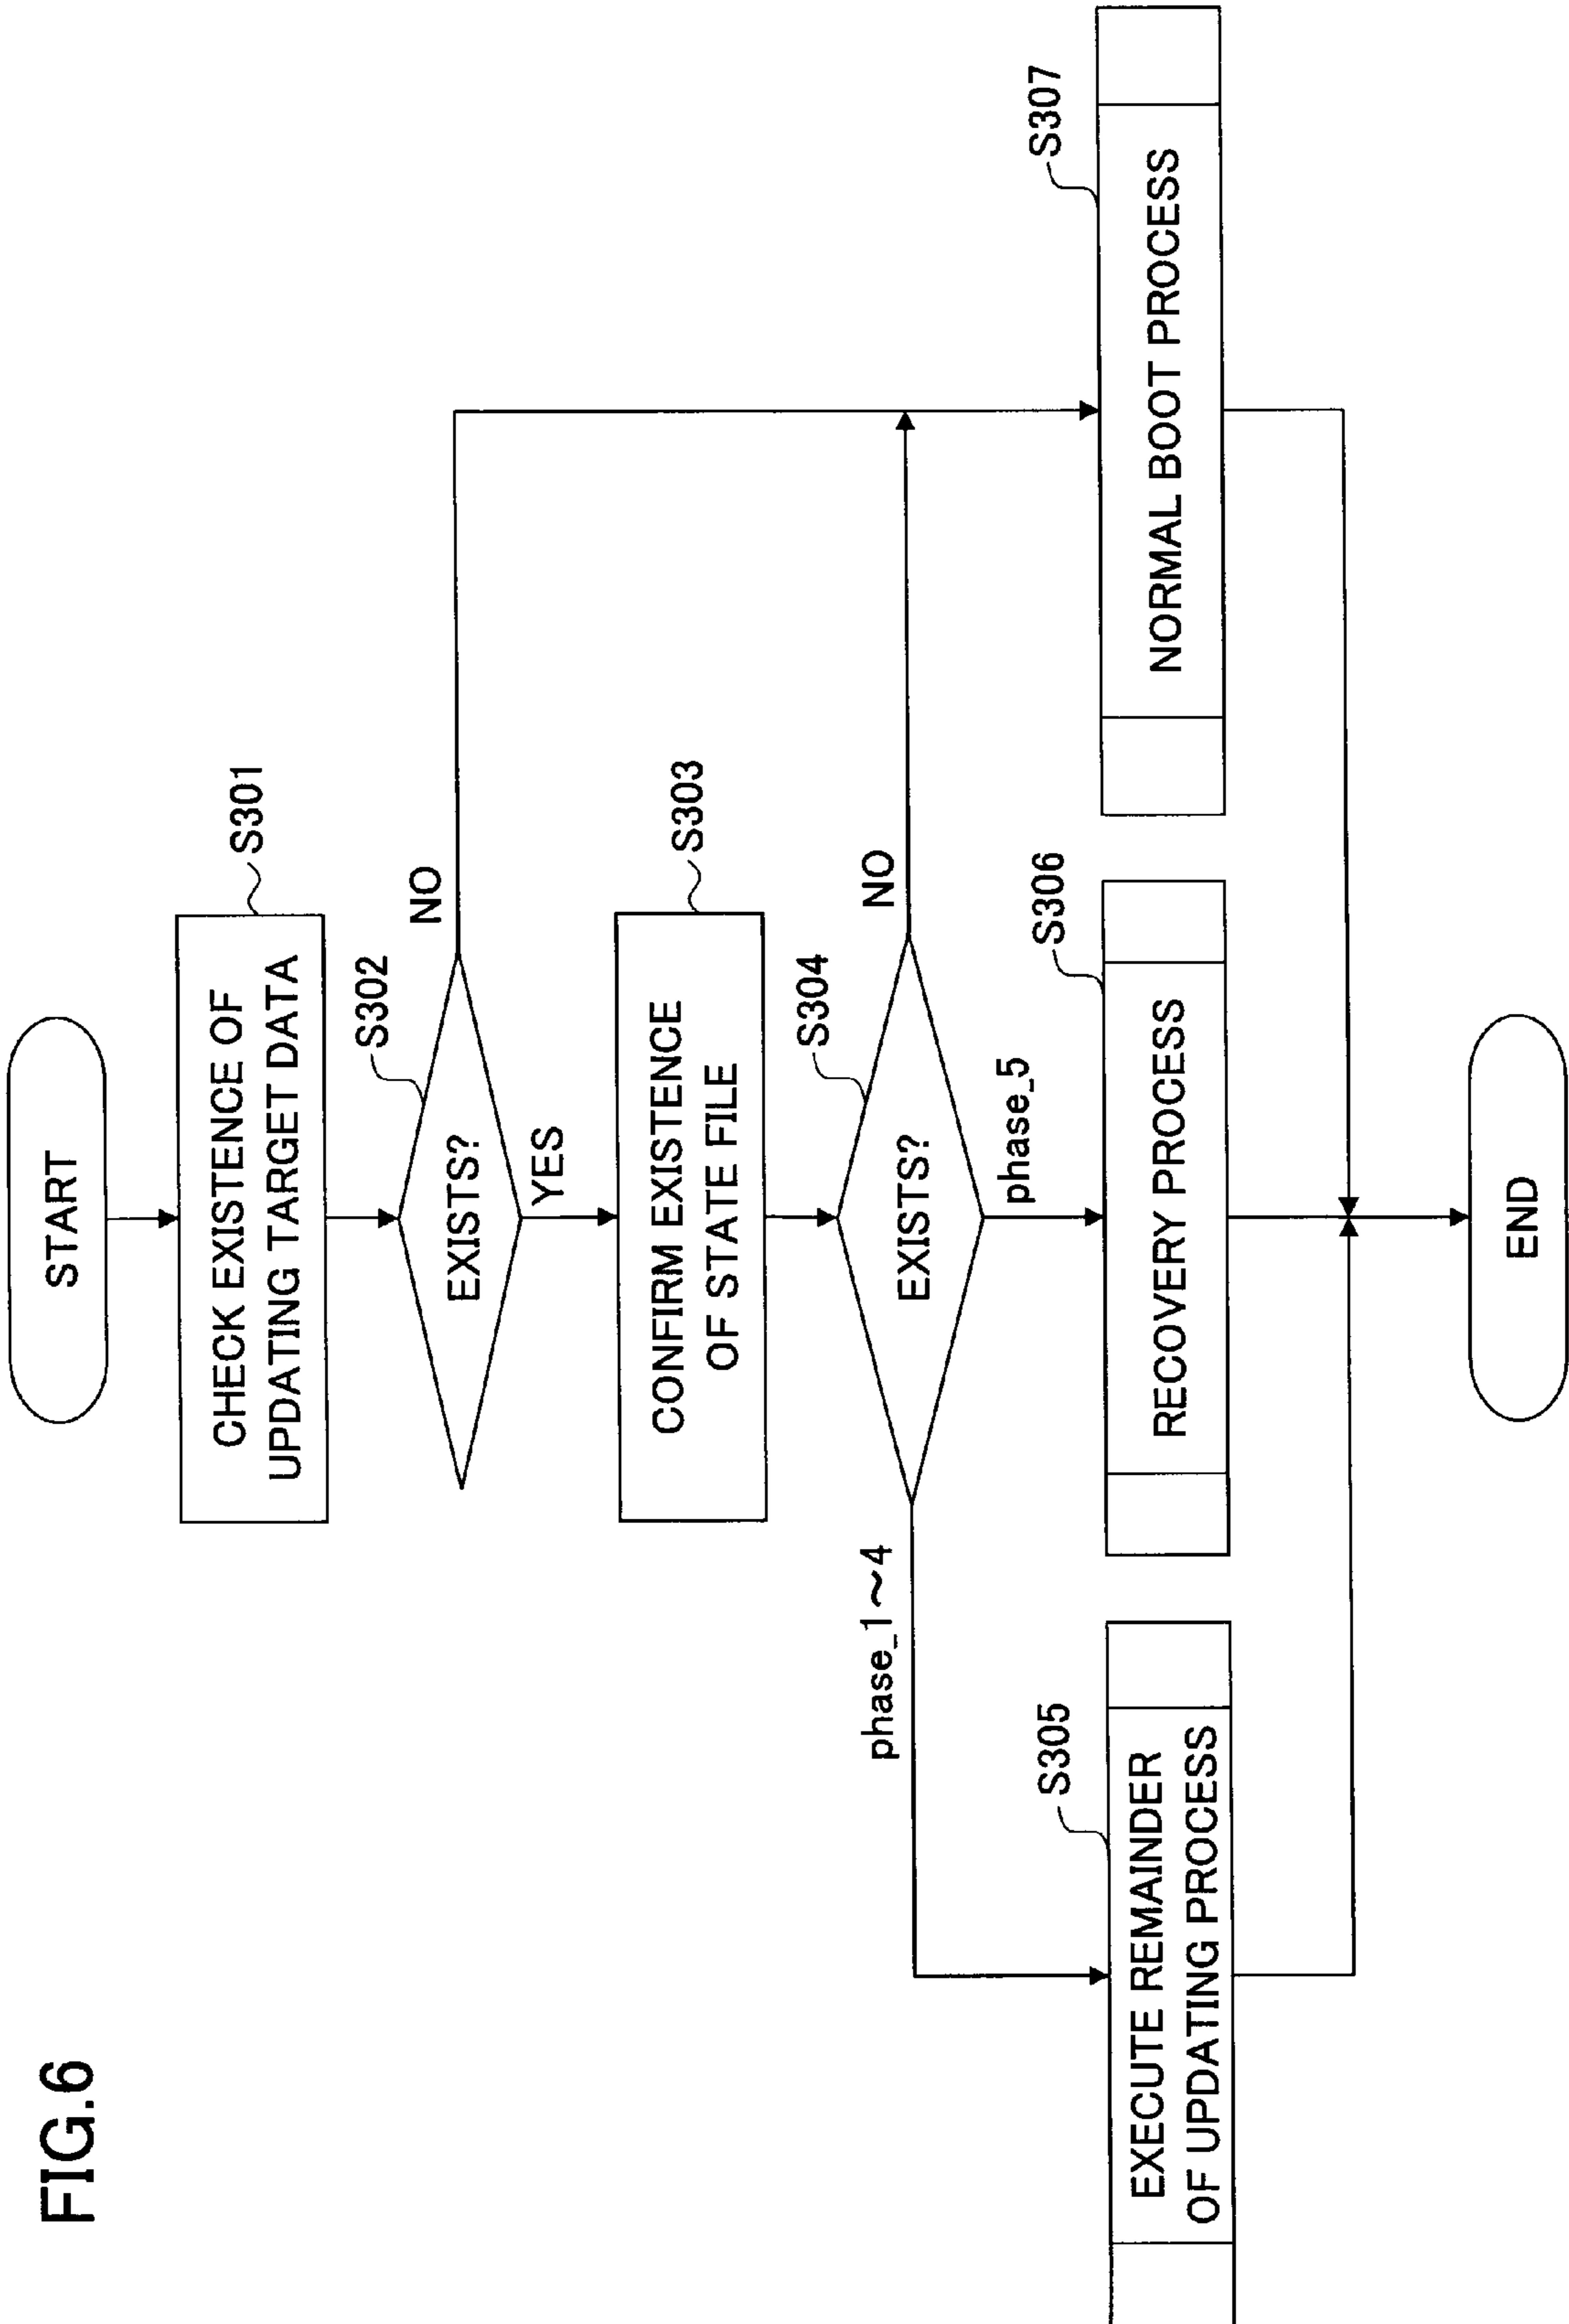 FIG.6
START
CHECK EXISTENCE OF
UPDATING TARGET DATA
S301
S302
EXISTS?
NO
YES
CONFIRM EXISTENCE
OF STATE FILE
S303
S304
EXISTS?
NO
phase_1~4
phase_5
S305
EXECUTE REMAINDER
OF UPDATING PROCESS
S306
RECOVERY PROCESS
S307
NORMAL BOOT PROCESS
END